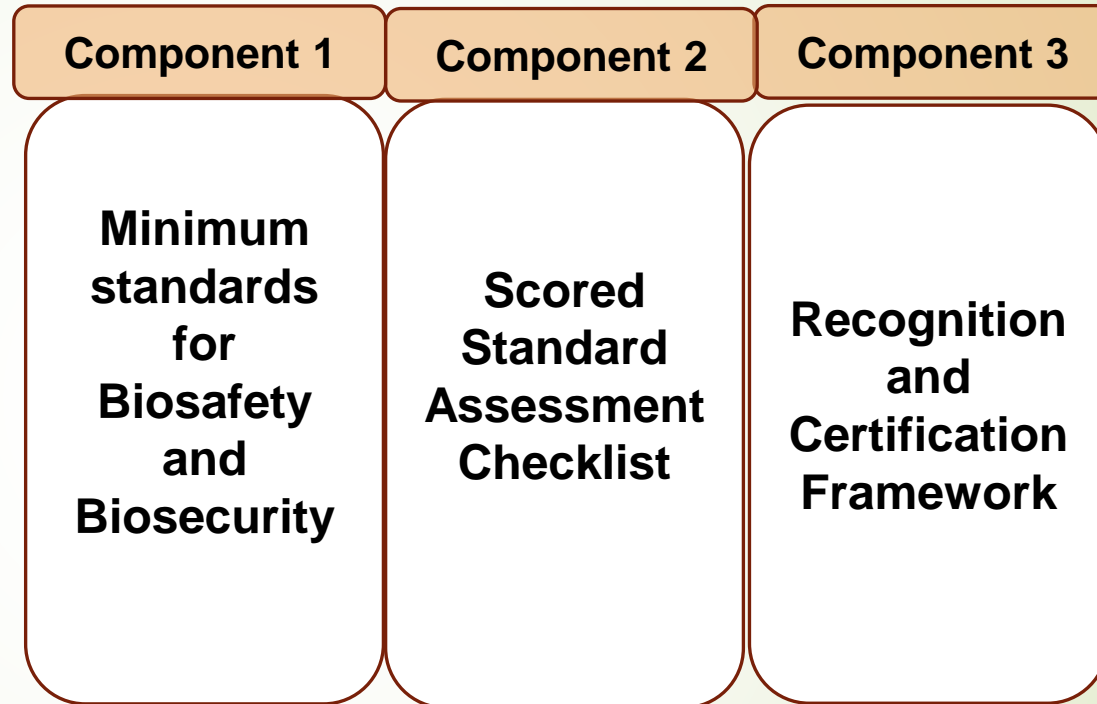 Component 1
Component 2
Component 3
Minimum
standards
for
Biosafety
and
Biosecurity
Scored
Standard
Assessment
Checklist
Recognition
and
Certification
Framework